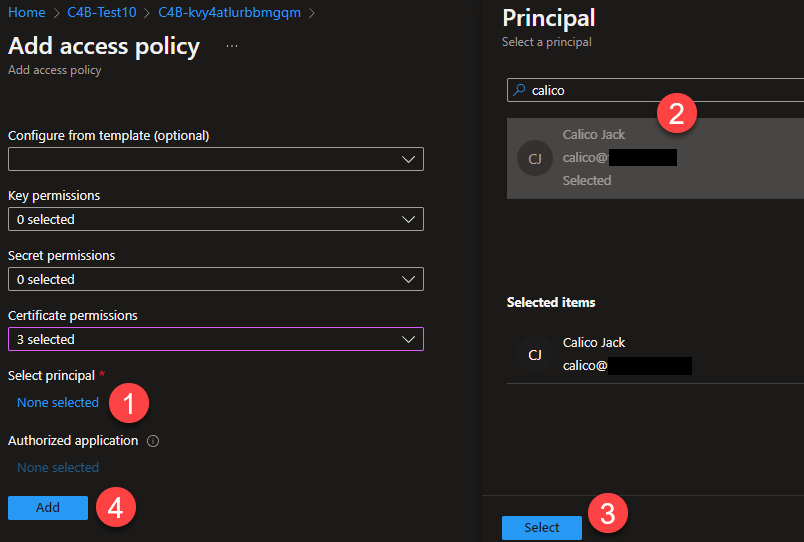 Home > C4B-Test10 > C4B-kvy4atlurbbmgqm >
Add access policy ...
Add access policy
Configure from template (optional)
Key permissions
0 selected
Secret permissions
0 selected
Certificate permissions
3 selected
Select principal *
None selected
1
Authorized application
None selected
Add
4
Principal
Select a principal
calico
2
CJ
Calico Jack
calico@
Selected
Selected items
CJ
Calico Jack
calico@
Select
3